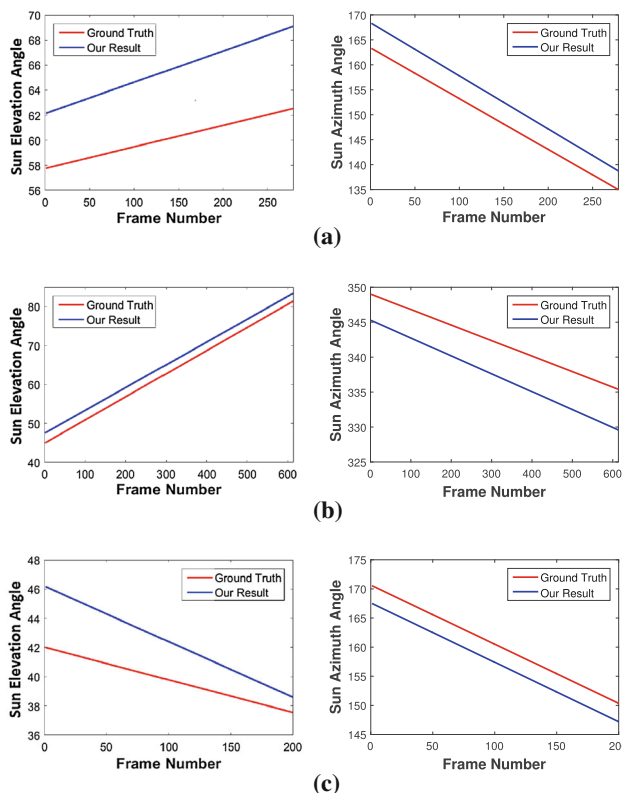 70
68
66
64
62
60
58
56
Sun Elevation Angle
Ground Truth
Our Result
0 50 100 150 200 250
Frame Number
170
165
160
155
150
145
140
135
Sun Azimuth Angle
Ground Truth
Our Result
0 50 100 150 200 250
Frame Number
(a)
80
70
60
50
40
Sun Elevation Angle
Ground Truth
Our Result
0 100 200 300 400 500 600
Frame Number
350
345
340
335
330
325
Sun Azimuth Angle
Ground Truth
Our Result
0 100 200 300 400 500 600
Frame Number
(b)
48
46
44
42
40
38
36
Sun Elevation Angle
Ground Truth
Our Result
0 50 100 150 200
Frame Number
175
170
165
160
155
150
145
Sun Azimuth Angle
Ground Truth
Our Result
0 50 100 150 200
Frame Number
(c)